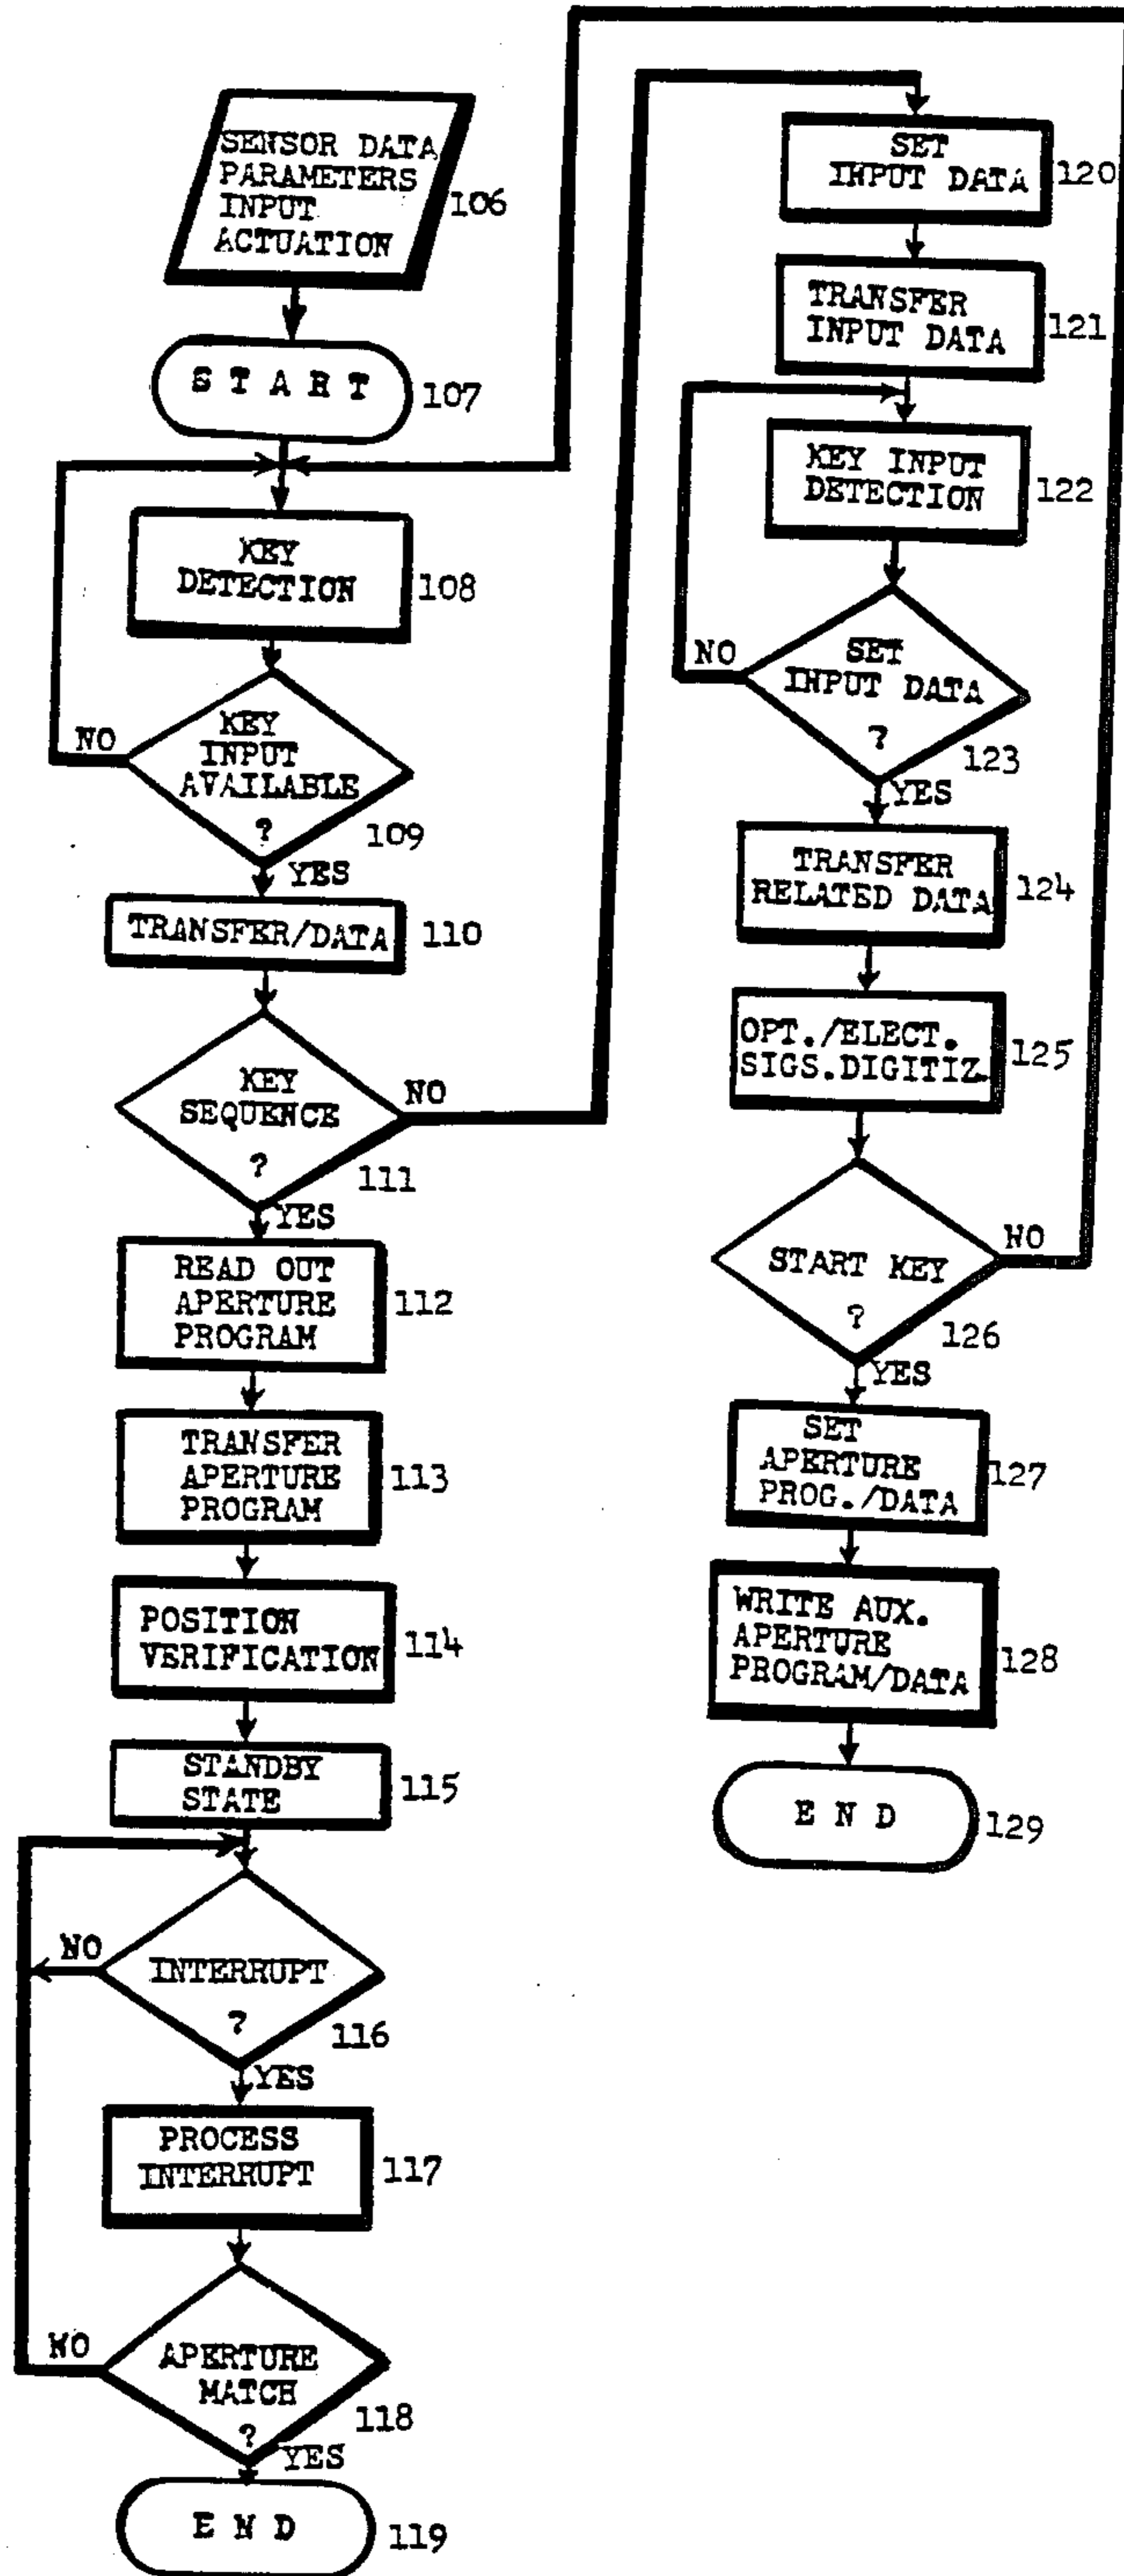 SENSOR DATA
PARAMETERS
INPUT
ACTUATION
106
START
107
KEY
DETECTION
108
KEY
INPUT
AVAILABLE
?
109
NO
YES
TRANSFER/DATA
110
KEY
SEQUENCE
?
111
NO
YES
READ OUT
APERTURE
PROGRAM
112
TRANSFER
APERTURE
PROGRAM
113
POSITION
VERIFICATION
114
STANDBY
STATE
115
INTERRUPT
?
116
NO
YES
PROCESS
INTERRUPT
117
APERTURE
MATCH
?
118
NO
YES
END
119
SET
INPUT DATA
120
TRANSFER
INPUT DATA
121
KEY INPUT
DETECTION
122
SET
INPUT DATA
?
123
NO
YES
TRANSFER
RELATED DATA
124
OPT./ELECT.
SIGS.DIGITIZ.
125
START KEY
?
126
NO
YES
SET
APERTURE
PROG./DATA
127
WRITE AUX.
APERTURE
PROGRAM/DATA
128
END
129